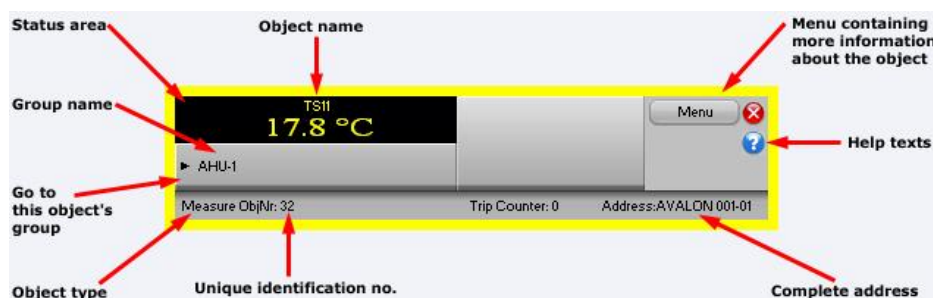 Status area
Object name
Menu containing
more information
about the object
Group name
TS11
17.8 °C
Menu
?
Help texts
► AHU-1
Go to
this object's
group
Measure ObjNr: 32
Trip Counter: 0
Address:AVALON 001-01
Object type
Unique identification no.
Complete address